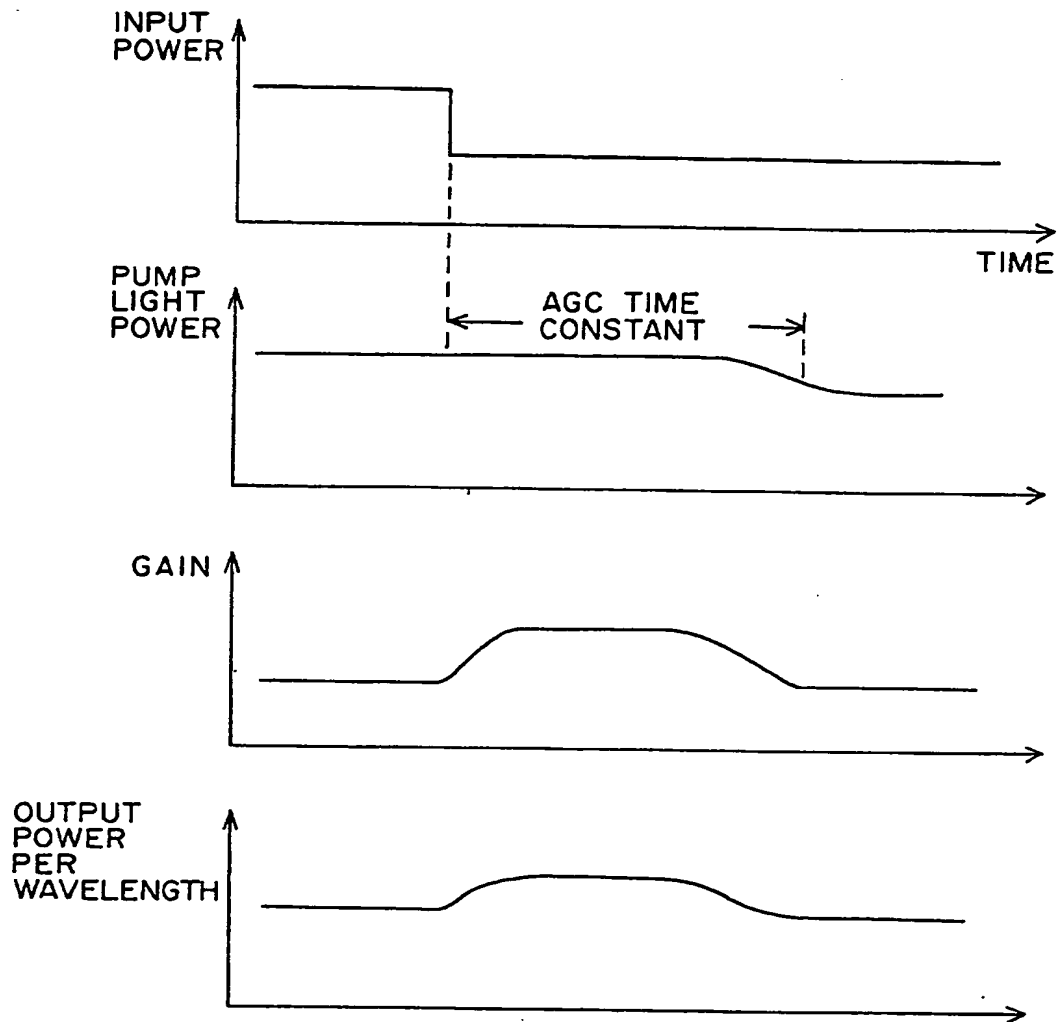 INPUT
POWER
TIME
PUMP
LIGHT
POWER
AGC TIME
CONSTANT
GAIN
OUTPUT
POWER
PER
WAVELENGTH